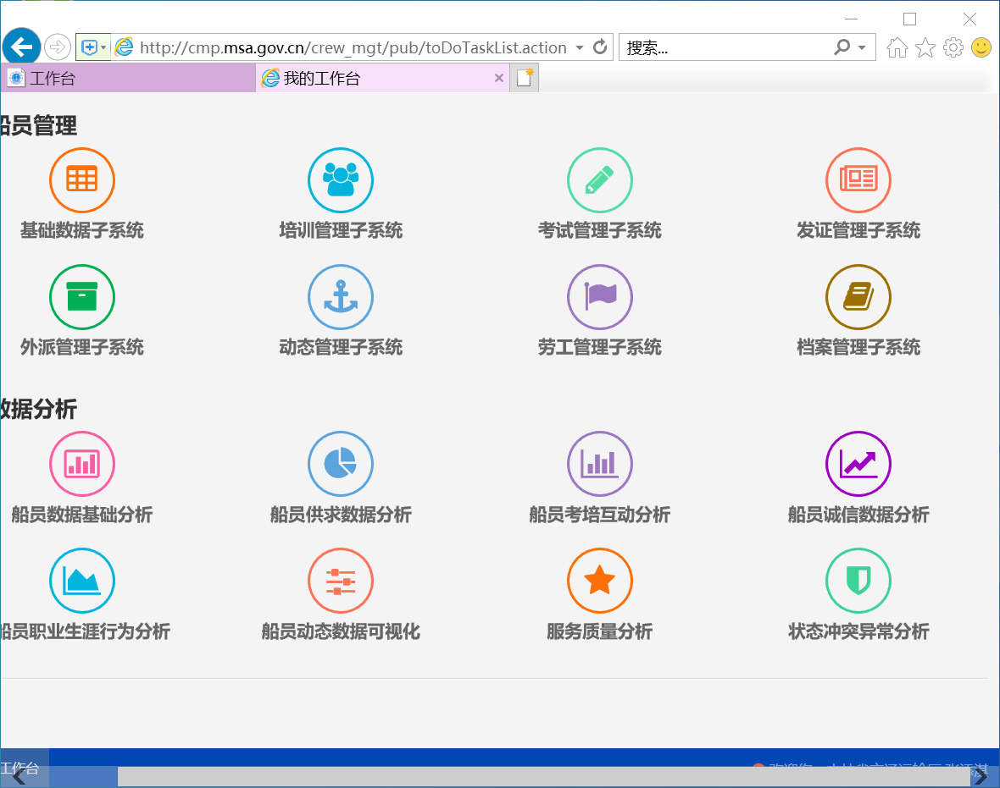 http://cmp.msa.gov.cn/crew_mgt/pub/toDoTaskList.action 搜索...
工作台 我的工作台
船员管理
基础数据子系统 培训管理子系统 考试管理子系统 发证管理子系统
外派管理子系统 动态管理子系统 劳工管理子系统 档案管理子系统
数据分析
船员数据基础分析 船员供求数据分析 船员考培互动分析 船员诚信数据分析
船员职业生涯行为分析 船员动态数据可视化 服务质量分析 状态冲突异常分析
工作台